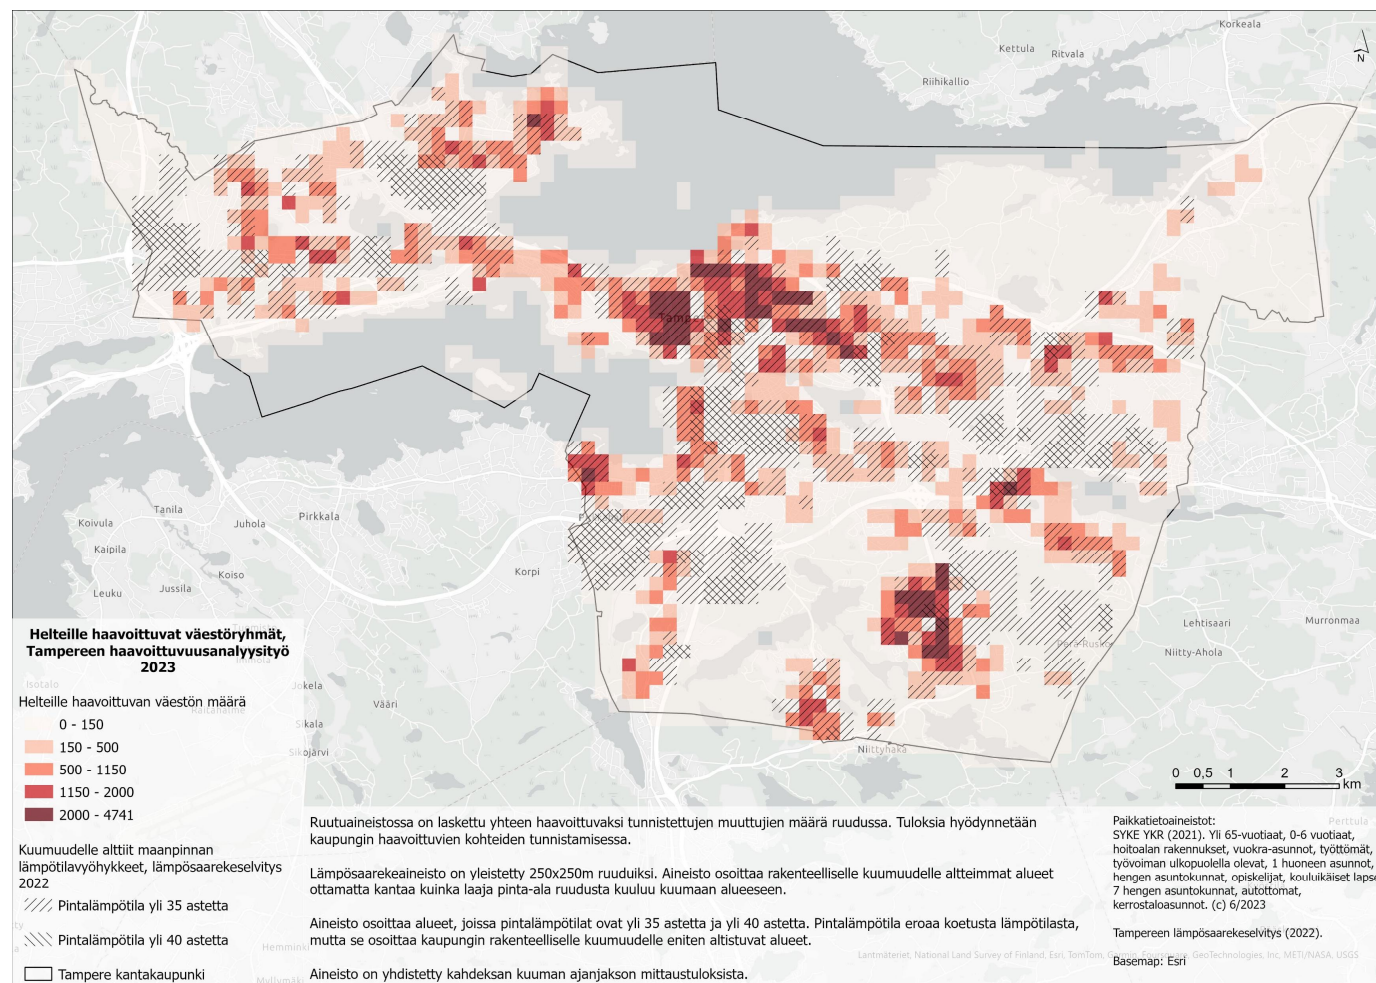 Korkeala
Kettula
Ritvala
Riihikallio
N
Tampere
Tanila
Koivula
Juhola
Pirkkala
Kaipila
Koiso
Korpi
Jussila
Leuku
Lehtisaari
Murronmaa
Niitty-Ahola
Jokela
Vääri
Sikala
Sikojärvi
Niittyhaka
Helteille haavoittuvat väestöryhmät,
Tampereen haavoittuvuusanalyysityö
2023
Isotalo
Helteille haavoittuvan väestön määrä
0 - 150
150 - 500
500 - 1150
1150 - 2000
2000 - 4741
Kuumuudelle alttiit maanpinnan
lämpötilavyöhykkeet, lämpösaarekeselvitys
2022
Pintalämpötila yli 35 astetta
Pintalämpötila yli 40 astetta
Tampere kantakaupunki
0 0,5 1 2 3
km
Ruutuaineistossa on laskettu yhteen haavoittuvaksi tunnistettujen muuttujien määrä ruudussa. Tuloksia hyödynnetään
kaupungin haavoittuvien kohteiden tunnistamisessa.
Lämpösaarekeaineisto on yleistetty 250x250m ruuduiksi. Aineisto osoittaa rakenteelliselle kuumuudelle altteimmat alueet
ottamatta kantaa kuinka laaja pinta-ala ruudusta kuuluu kuumaan alueeseen.
Aineisto osoittaa alueet, joissa pintalämpötilat ovat yli 35 astetta ja yli 40 astetta. Pintalämpötila eroaa koetusta lämpötilasta,
mutta se osoittaa kaupungin rakenteelliselle kuumuudelle eniten altistuvat alueet.
Aineisto on yhdistetty kahdeksan kuuman ajanjakson mittaustuloksista.
Paikkatietoaineistot:
SYKE YKR (2021). Yli 65-vuotiaat, 0-6 vuotiaat,
hoitoalan rakennukset, vuokra-asunnot, työttömät,
työvoiman ulkopuolella olevat, 1 huoneen asunnot,
hengen asuntokunnat, opiskelijat, kouluikäiset lapse
7 hengen asuntokunnat, autottomat,
kerrostaloasunnot. (c) 6/2023
Tampereen lämpösaarekeselvitys (2022).
Basemap: Esri
Perttula
Hemminki
Myllymäki
Lantmäteriet, National Land Survey of Finland, Esri, TomTom, Garmin, Foursquare, GeoTechnologies, Inc, METI/NASA, USGS